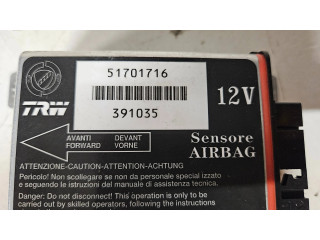 51701716
391035
12V
TRW
AVANTI DEVANT
FORWARD VORNE
Sensore
AIRBAG
ATTENZIONE-CAUTION-ATTENTION-ACHTUNG
Pericolo! Non scollegare se non da personale specializzato
e seguendo le istruzioni del manuale di assistenza tecnica.
Danger: Do not disconnect! This operation is only to be
carried out by skilled operators, following the instructions